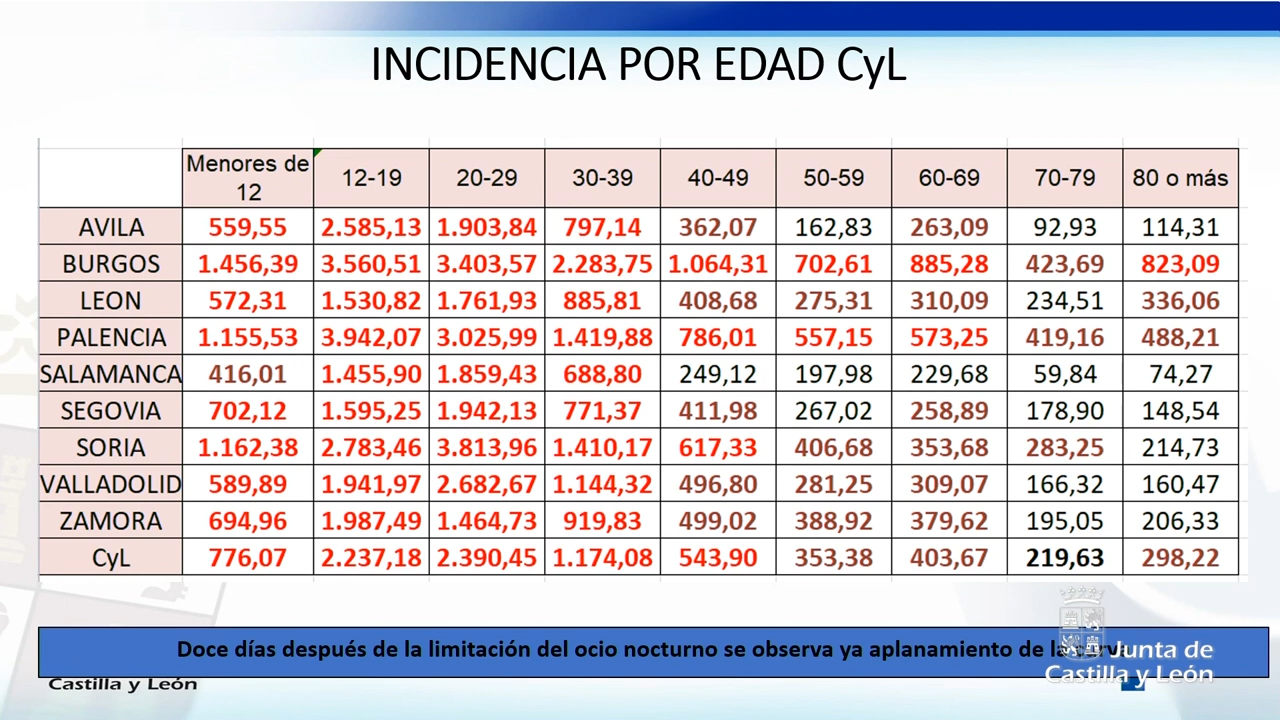 INCIDENCIA POR EDAD CyL
Menores de 12 12-19 20-29 30-39 40-49 50-59 60-69 70-79 80 o más
AVILA 559,55 2.585,13 1.903,84 797,14 362,07 162,83 263,09 92,93 114,31
BURGOS 1.456,39 3.560,51 3.403,57 2.283,75 1.064,31 702,61 885,28 423,69 823,09
LEON 572,31 1.530,82 1.761,93 885,81 408,68 275,31 310,09 234,51 336,06
PALENCIA 1.155,53 3.942,07 3.025,99 1.419,88 786,01 557,15 573,25 419,16 488,21
SALAMANCA 416,01 1.455,90 1.859,43 688,80 249,12 197,98 229,68 59,84 74,27
SEGOVIA 702,12 1.595,25 1.942,13 771,37 411,98 267,02 258,89 178,90 148,54
SORIA 1.162,38 2.783,46 3.813,96 1.410,17 617,33 406,68 353,68 283,25 214,73
VALLADOLID 589,89 1.941,97 2.682,67 1.144,32 496,80 281,25 309,07 166,32 160,47
ZAMORA 694,96 1.987,49 1.464,73 919,83 499,02 388,92 379,62 195,05 206,33
CyL 776,07 2.237,18 2.390,45 1.174,08 543,90 353,38 403,67 219,63 298,22
Doce días después de la limitación del ocio nocturno se observa ya aplanamiento de
Junta de
Castilla y León
Castilla y León